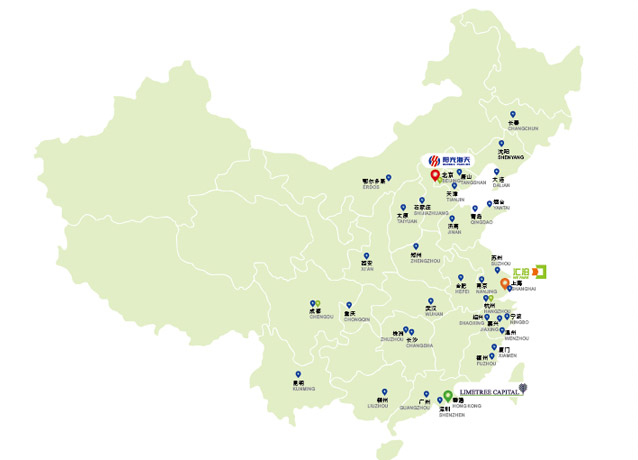 长春
CHANGCHUN
沈阳
SHENYANG
阳光海天
北京
BEIJING
唐山
TANGSHAN
大连
DALIAN
鄂尔多斯
ERDOS
天津
TIANJIN
石家庄
SHIJIAZHUANG
烟台
YANTAI
太原
TAIYUAN
青岛
QINGDAO
济南
JINAN
郑州
ZHENGZHOU
西安
XI'AN
苏州
SUZHOU
汇泊
合肥
HEFEI
南京
NANJING
上海
SHANGHAI
成都
CHENGDU
重庆
CHONGQIN
武汉
WUHAN
杭州
HANGZHOU
绍兴
SHAOXING
嘉兴
JIAXING
宁波
NINGBO
温州
WENZHOU
株洲
ZHUZHOU
长沙
CHANGSHA
厦门
XIAMEN
福州
FUZHOU
昆明
KUNMING
柳州
LIUZHOU
广州
GUANGZHOU
LIMETREE CAPITAL
香港
HONG KONG
深圳
SHENZHEN